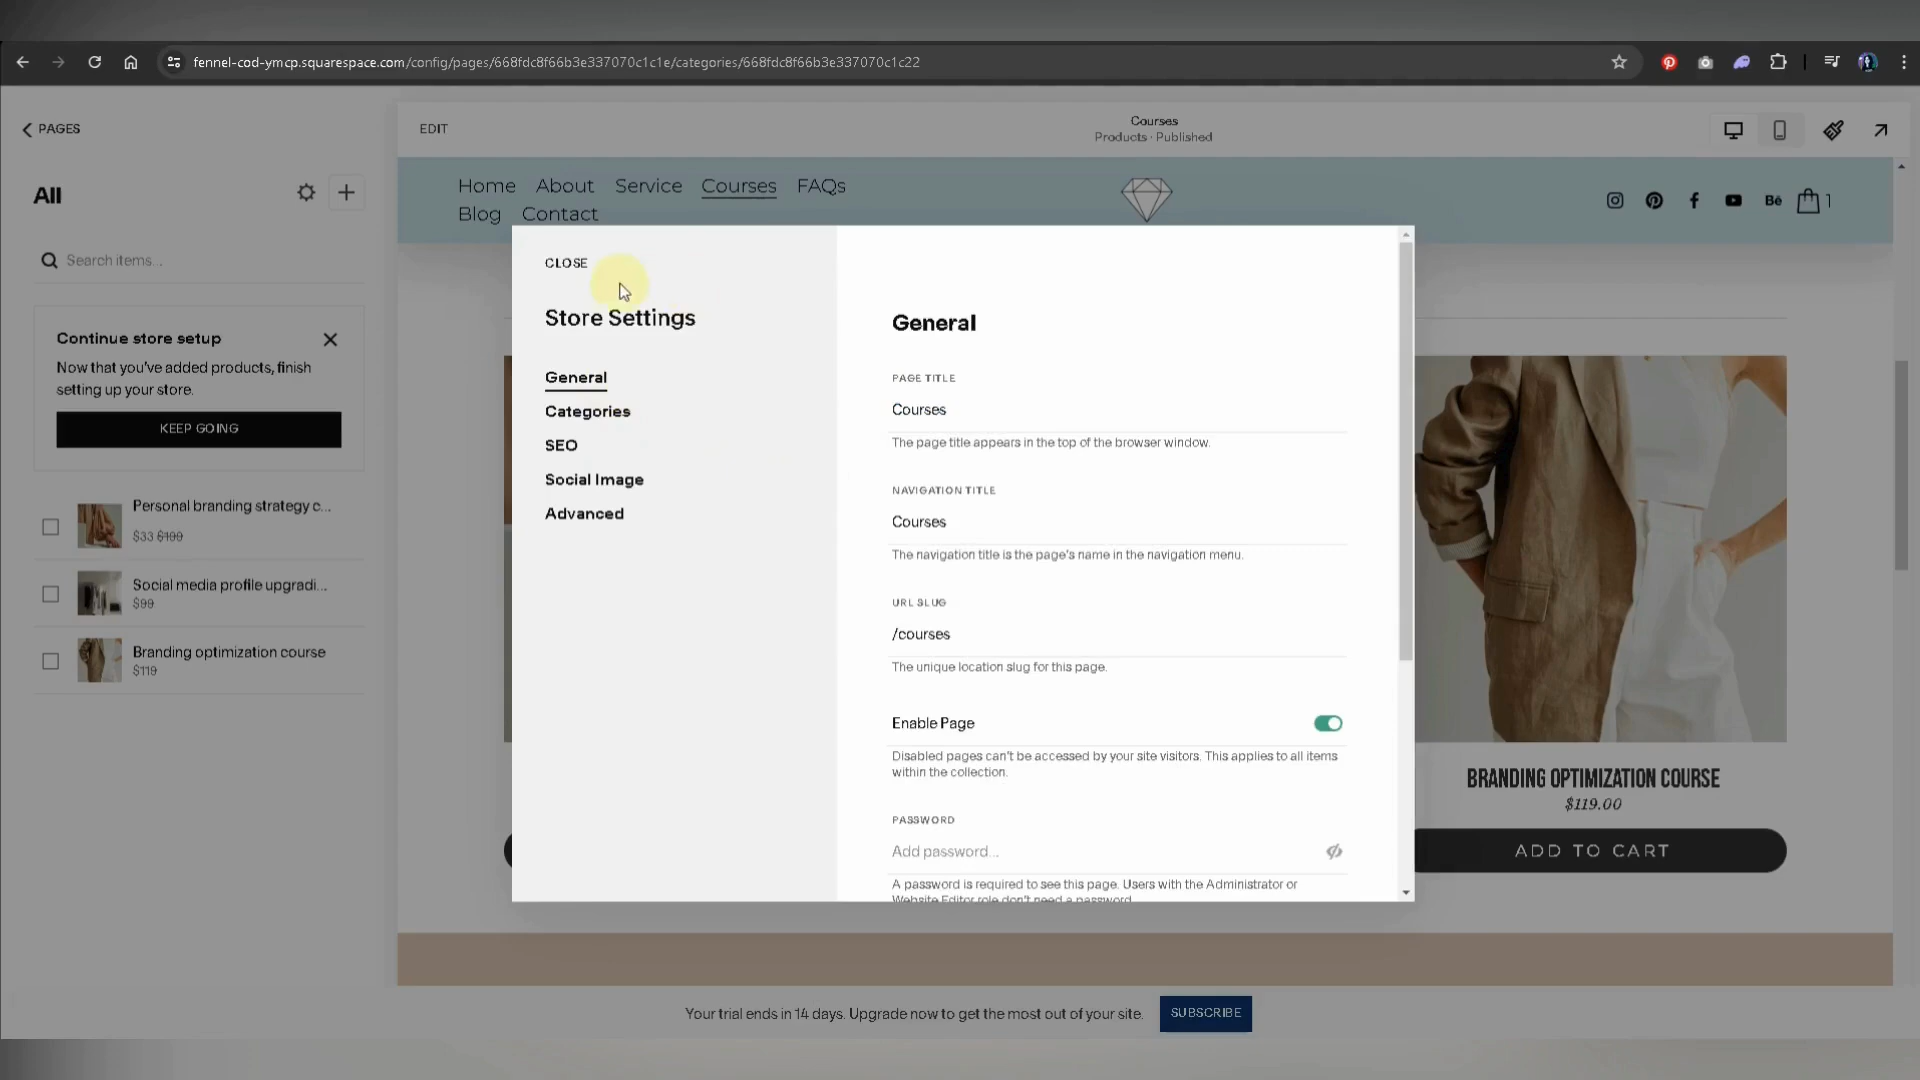 fennel-cod-ymcp.squarespace.com/config/pages/668fdc8f66b3e337070c1c1e/categories/668fdc8f66b3e337070c1c22
PAGES
All
Search items...
Continue store setup
Now that you've added products, finish
setting up your store.
KEEP GOING
Personal branding strategy c...
$33 $199
Social media profile upgradi...
$99
Branding optimization course
$119
EDIT
Courses
Products · Published
Home About Service Courses FAQs
Blog Contact
Bē
1
CLOSE
Store Settings
General
Categories
SEO
Social Image
Advanced
General
PAGE TITLE
Courses
The page title appears in the top of the browser window.
NAVIGATION TITLE
Courses
The navigation title is the page's name in the navigation menu.
URL SLUG
/courses
The unique location slug for this page.
Enable Page
Disabled pages can't be accessed by your site visitors. This applies to all items
within the collection.
PASSWORD
Add password...
A password is required to see this page. Users with the Administrator or
Website Editor role don't need a password.
BRANDING OPTIMIZATION COURSE
$119.00
ADD TO CART
Your trial ends in 14 days. Upgrade now to get the most out of your site.
SUBSCRIBE